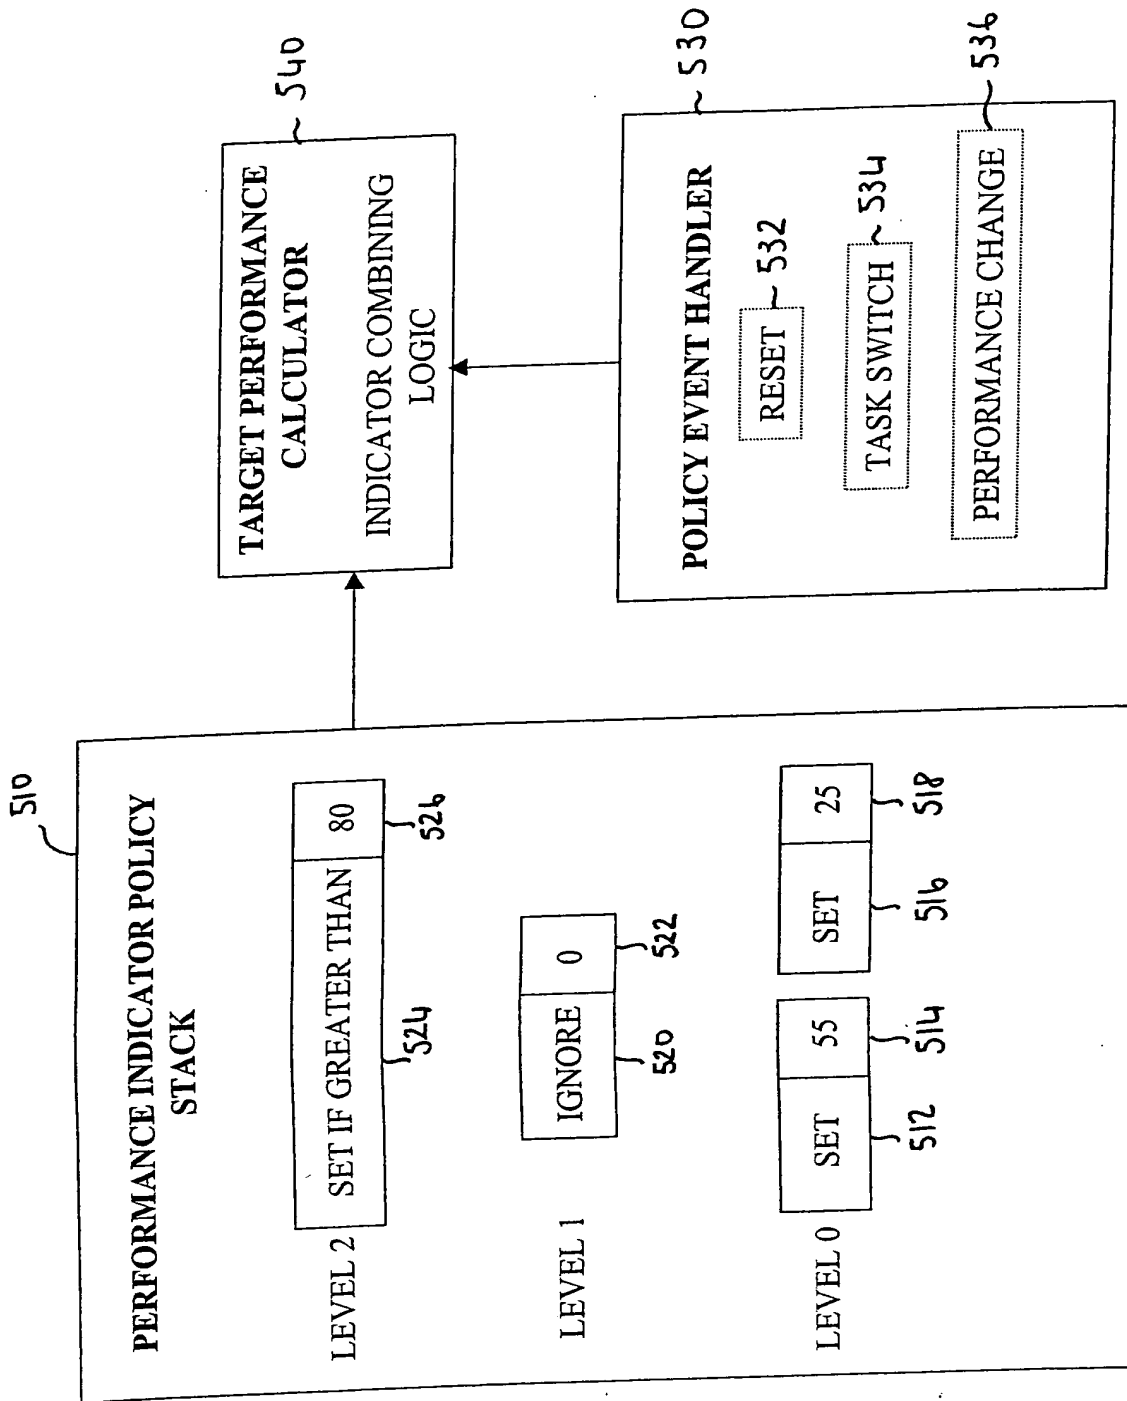 510
PERFORMANCE INDICATOR POLICY
STACK
LEVEL 2
SET IF GREATER THAN
80
524
526
LEVEL 1
IGNORE
0
520
522
LEVEL 0
SET
55
SET
25
512
514
516
518
540
TARGET PERFORMANCE
CALCULATOR
INDICATOR COMBINING
LOGIC
530
POLICY EVENT HANDLER
RESET
532
TASK SWITCH
534
PERFORMANCE CHANGE
536